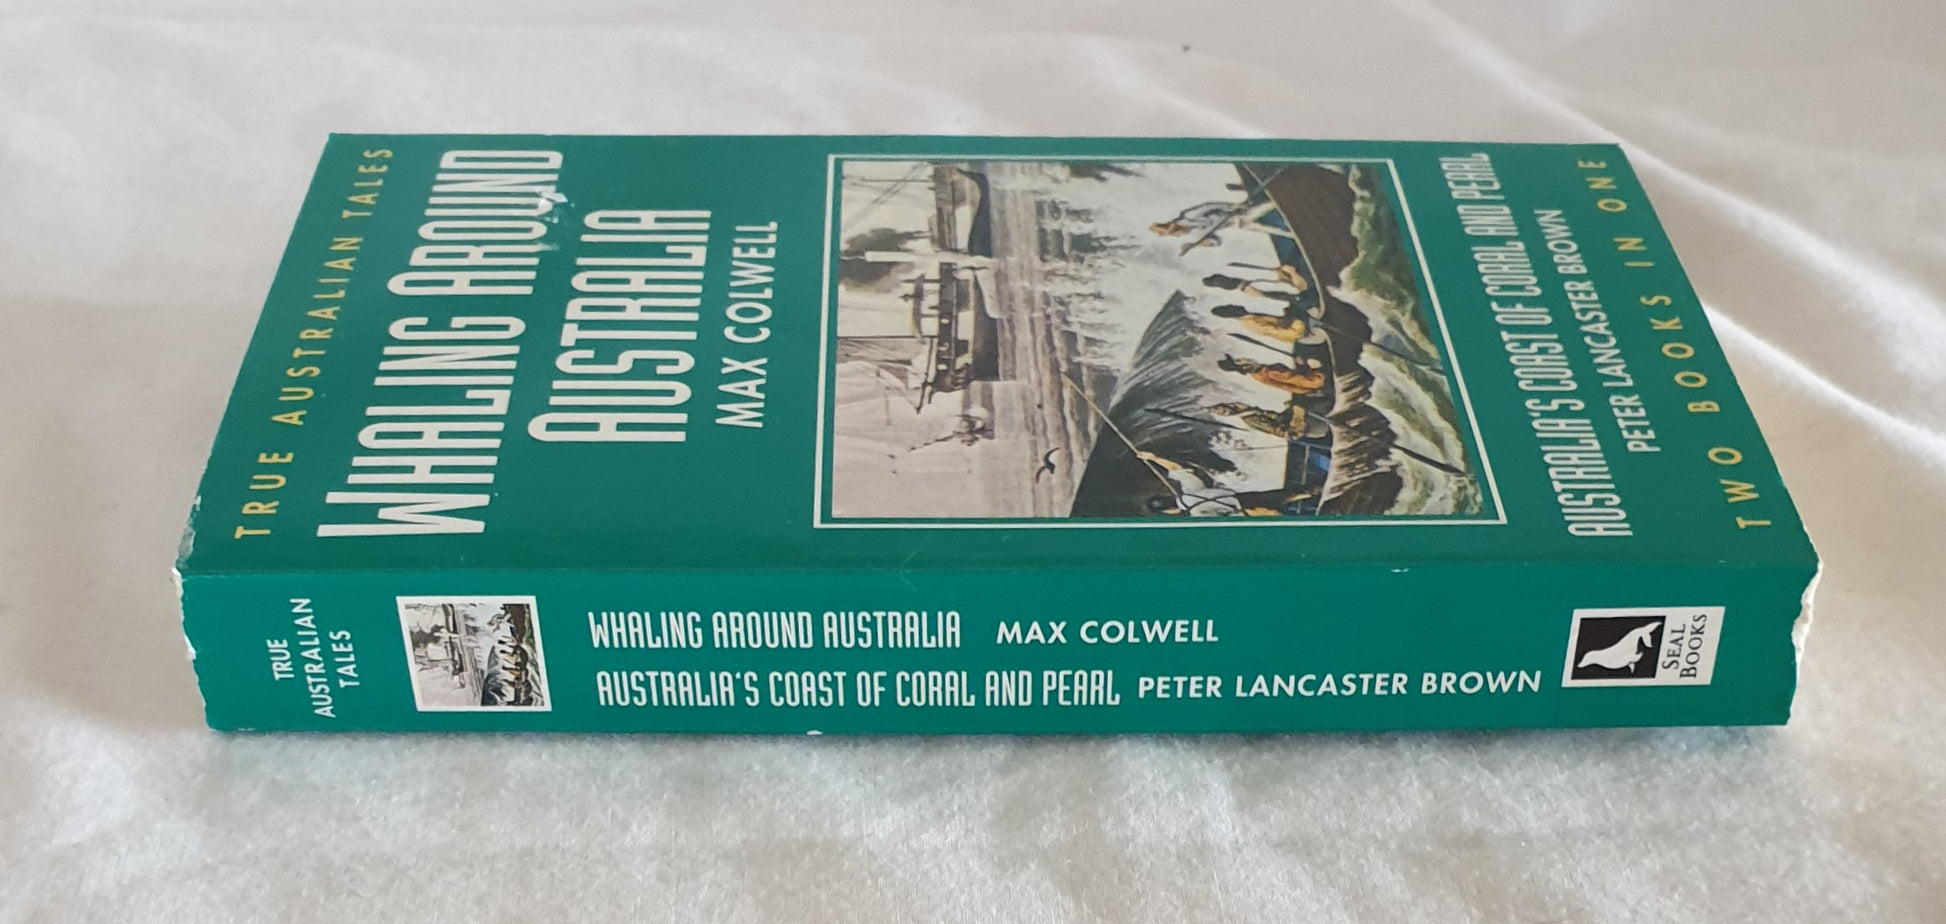 TRUE AUSTRALIAN TALES
WHALING AROUND
AUSTRALIA
MAX COLWELL
AUSTRALIA'S COAST OF CORAL AND PEARL
PETER LANCASTER BROWN
TWO BOOKS IN ONE
TRUE
AUSTRALIAN
TALES
WHALING AROUND AUSTRALIA MAX COLWELL
AUSTRALIA'S COAST OF CORAL AND PEARL PETER LANCASTER BROWN
SEAL
BOOKS